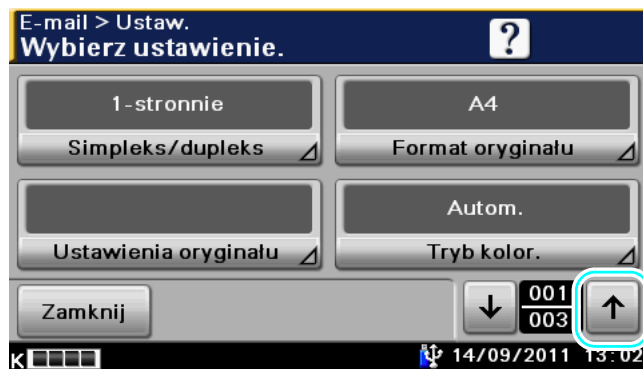 E-mail > Ustaw.
Wybierz ustawienie.
?
1-stronnie
A4
Simpleks/dupleks
Format oryginału
Autom.
Ustawienia oryginału
Tryb kolor.
Zamknij
001
003
K
14/09/2011 13:02